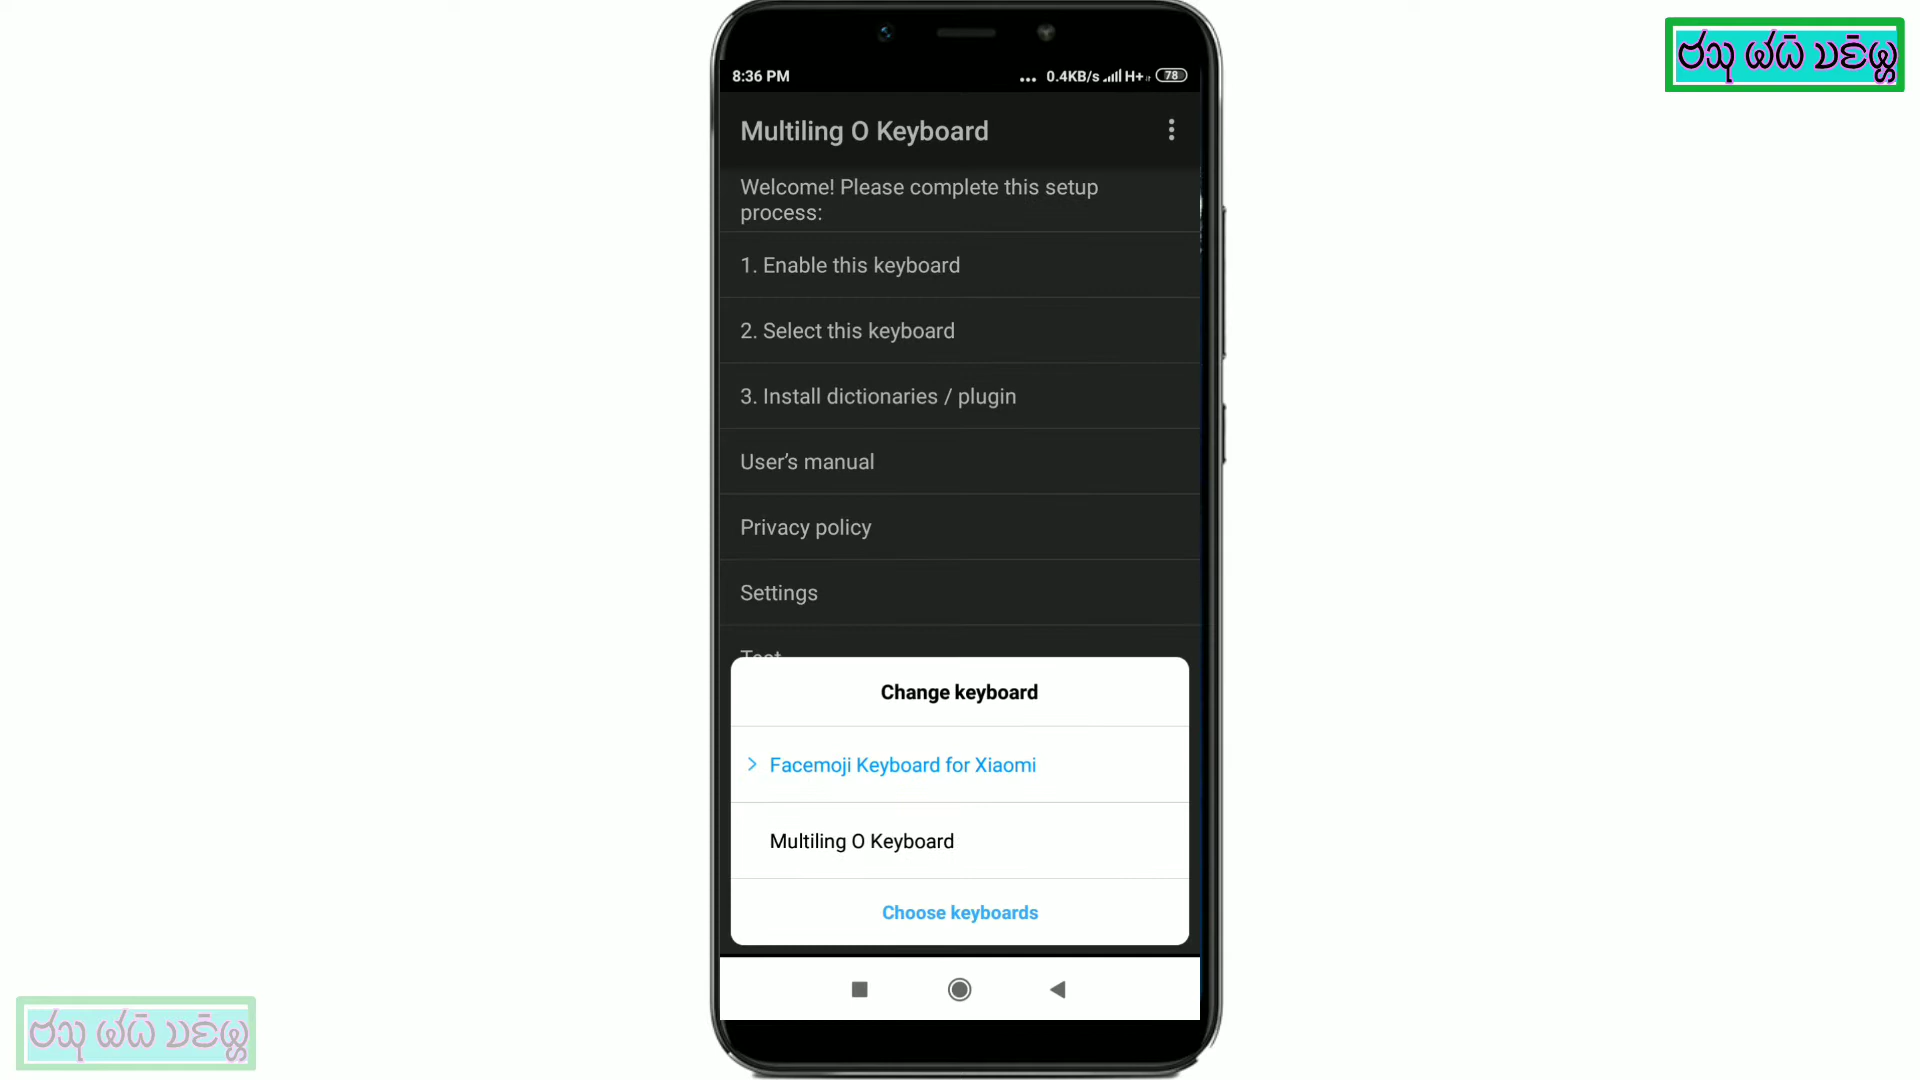 8:36 PM
... 0.4KB/s H+ 78
Multiling O Keyboard
Welcome! Please complete this setup
process:
1. Enable this keyboard
2. Select this keyboard
3. Install dictionaries / plugin
User’s manual
Privacy policy
Settings
Test
Change keyboard
Facemoji Keyboard for Xiaomi
Multiling O Keyboard
Choose keyboards